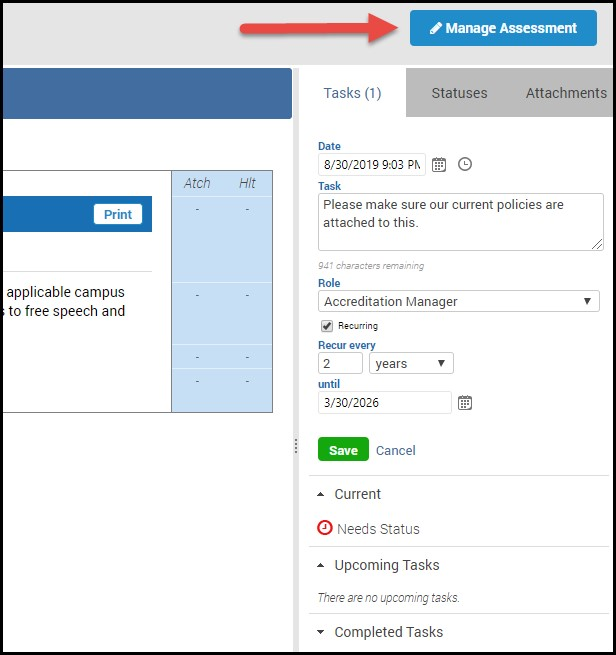 Manage Assessment
Tasks (1) Statuses Attachments
Atch Hlt
Print
- -
applicable campus
s to free speech and
- -
- -
- -
Date
8/30/2019 9:03 PM
Task
Please make sure our current policies are
attached to this.
941 characters remaining
Role
Accreditation Manager
Recurring
Recur every
2 years
until
3/30/2026
Save Cancel
Current
Needs Status
Upcoming Tasks
There are no upcoming tasks.
Completed Tasks